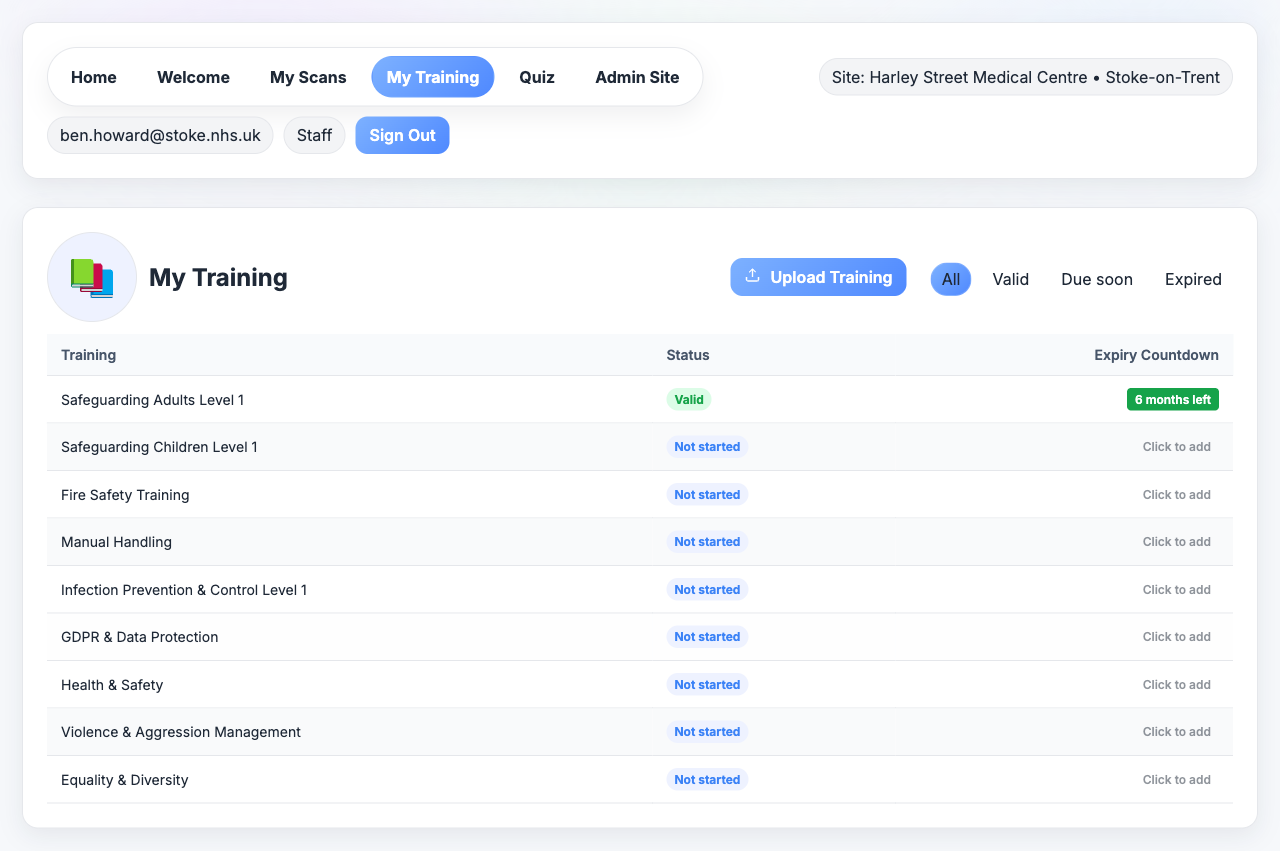 Home Welcome My Scans My Training Quiz Admin Site Site: Harley Street Medical Centre • Stoke-on-Trent
ben.howard@stoke.nhs.uk Staff Sign Out
My Training Upload Training All Valid Due soon Expired
Training Status Expiry Countdown
Safeguarding Adults Level 1 Valid 6 months left
Safeguarding Children Level 1 Not started Click to add
Fire Safety Training Not started Click to add
Manual Handling Not started Click to add
Infection Prevention & Control Level 1 Not started Click to add
GDPR & Data Protection Not started Click to add
Health & Safety Not started Click to add
Violence & Aggression Management Not started Click to add
Equality & Diversity Not started Click to add